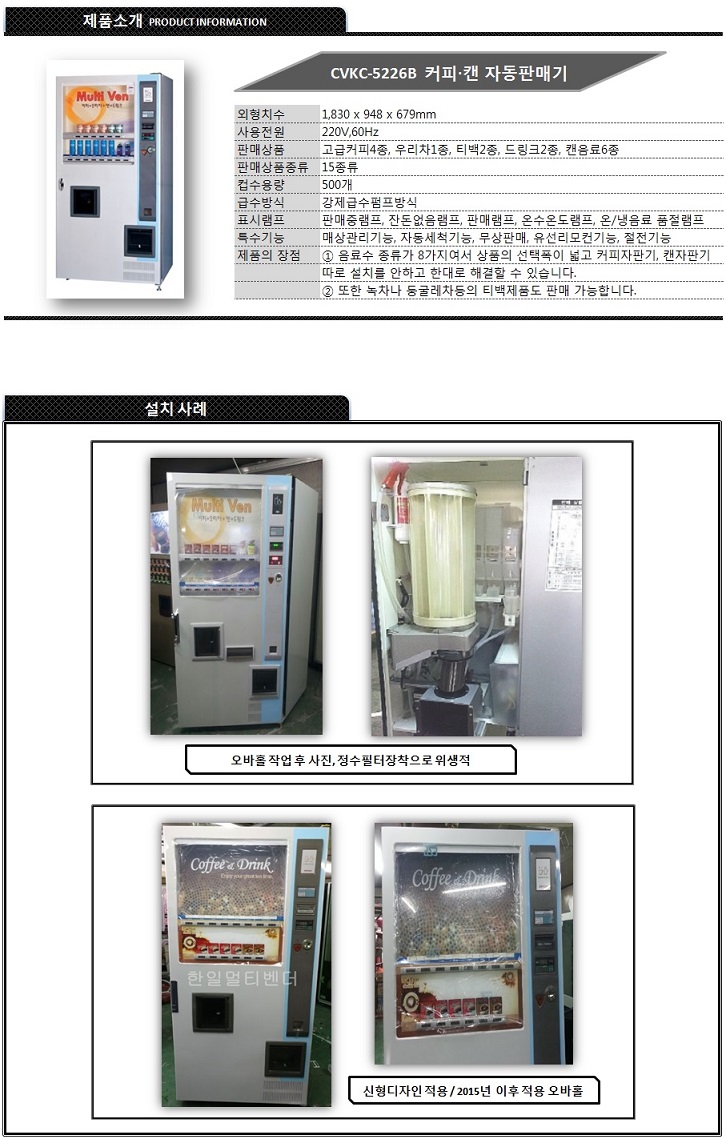 제품소개 PRODUCT INFORMATION
CVKC-5226B 커피·캔 자동판매기
Multi Ven
외형치수 1,830 x 948 x 679mm
사용전원 220V,60Hz
판매상품 고급커피4종, 우리차1종, 티백2종, 드링크2종, 캔음료6종
판매상품종류 15종류
컵수용량 500개
급수방식 강제급수펌프방식
표시램프 판매중램프, 잔돈없음램프, 판매램프, 온수온도램프, 온/냉음료 품절램프
특수기능 매상관리기능, 자동세척기능, 무상판매, 유선리모컨기능, 절전기능
제품의 장점 ① 음료수 종류가 8가지여서 상품의 선택폭이 넓고 커피자판기, 캔자판기
따로 설치를 안하고 한대로 해결할 수 있습니다.
② 또한 녹차나 둥굴레차등의 티백제품도 판매 가능합니다.
설치 사례
Multi Ven
오바홀 작업 후 사진, 정수필터장착으로 위생적
Coffee & Drink
Coffee & Drink
한일멀티벤더
신형디자인 적용 / 2015년 이후 적용 오바홀